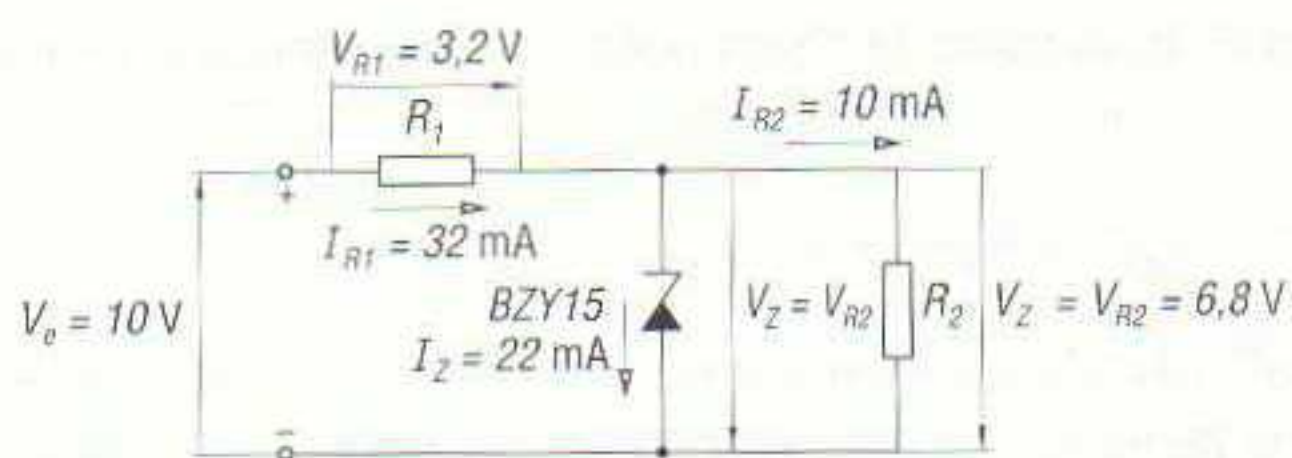 V_R1 = 3,2 V
R_1
I_R1 = 32 mA
I_R2 = 10 mA
+
V_e = 10 V
BZY15
I_Z = 22 mA
V_Z = V_R2
R_2
V_Z = V_R2 = 6,8 V
−